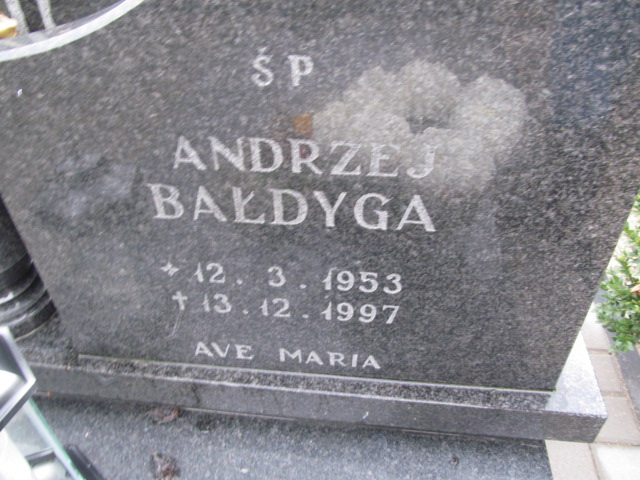 ŚP
ANDRZEJ
BAŁDYGA
* 12. 3. 1953
✝ 13.12.1997
AVE MARIA